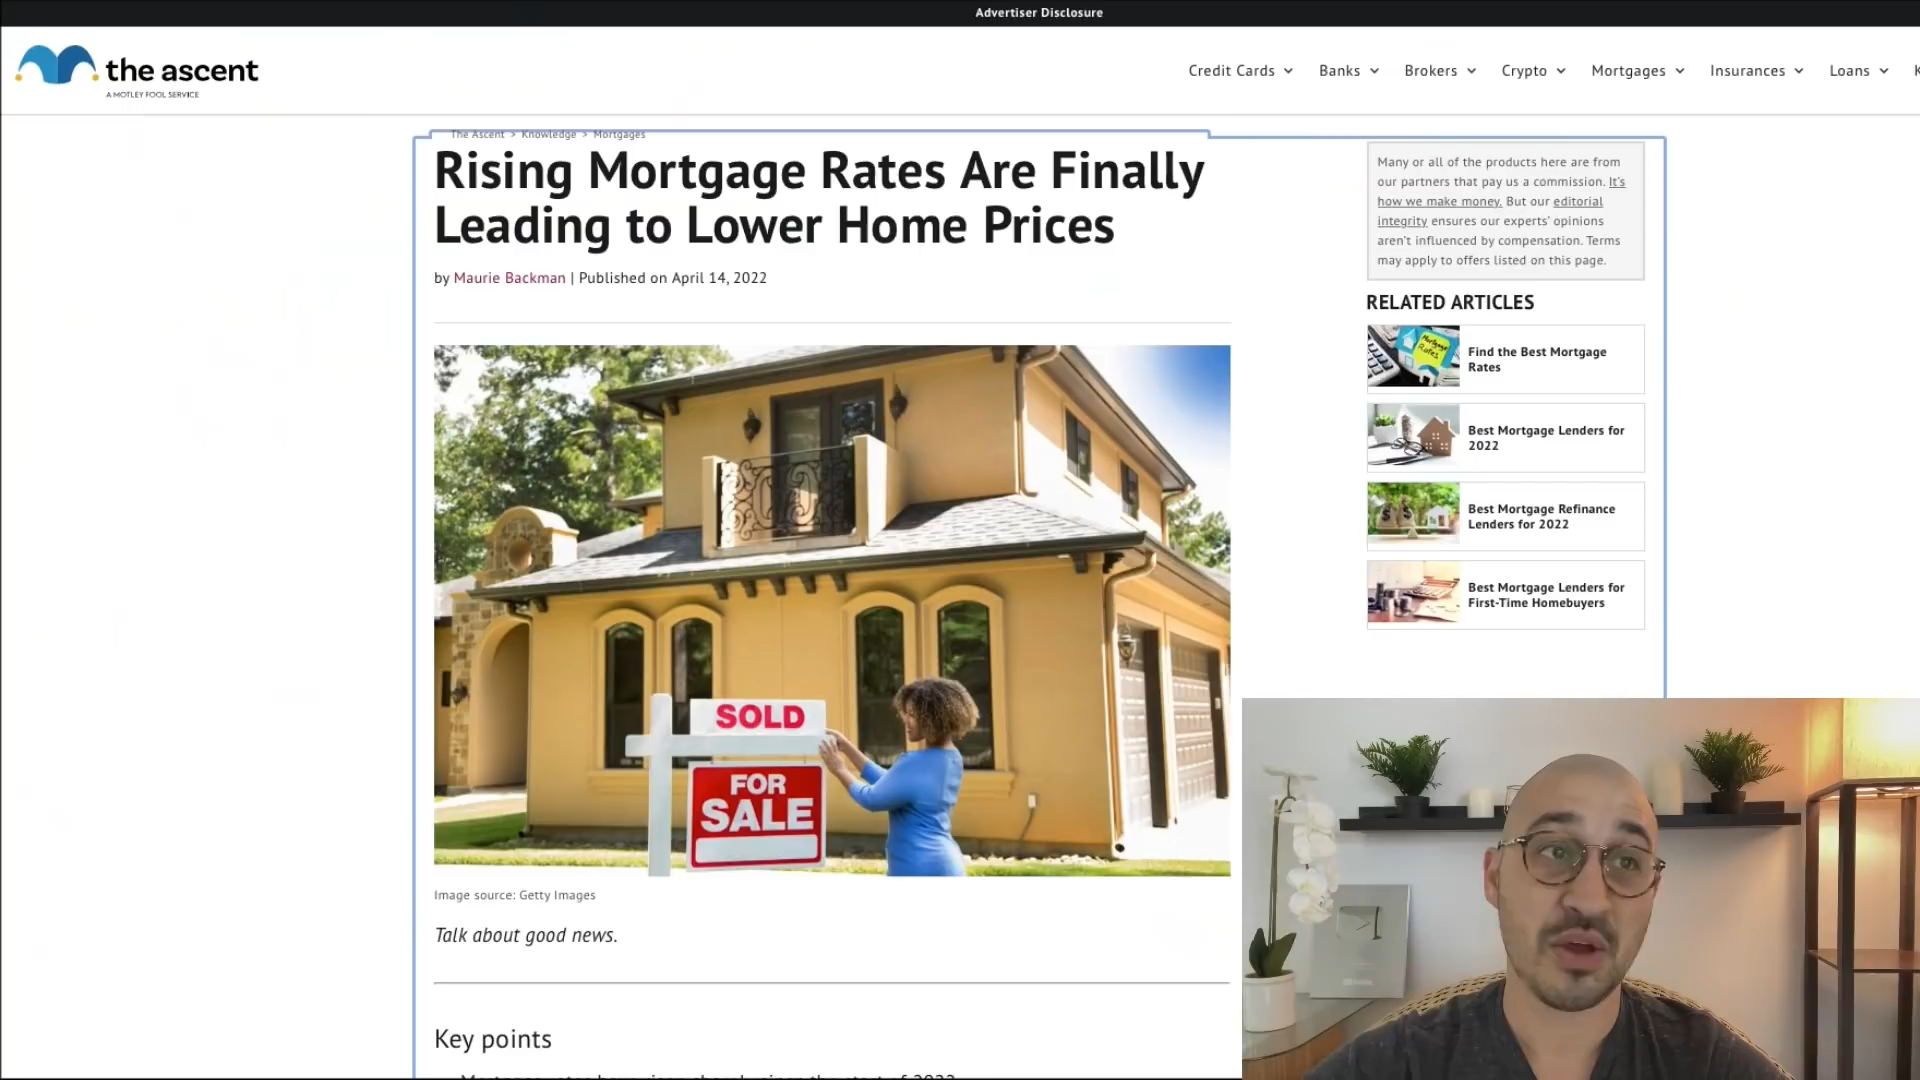 Advertiser Disclosure
the ascent
A MOTLEY FOOL SERVICE
Credit Cards
Banks
Brokers
Crypto
Mortgages
Insurances
Loans
The Ascent > Knowledge > Mortgages
Rising Mortgage Rates Are Finally
Leading to Lower Home Prices
by Maurie Backman | Published on April 14, 2022
SOLD
FOR
SALE
Image source: Getty Images
Talk about good news.
Key points
Many or all of the products here are from
our partners that pay us a commission. It's
how we make money. But our editorial
integrity ensures our experts' opinions
aren't influenced by compensation. Terms
may apply to offers listed on this page.
RELATED ARTICLES
Mortgage
Rates
Find the Best Mortgage
Rates
Best Mortgage Lenders for
2022
Best Mortgage Refinance
Lenders for 2022
Best Mortgage Lenders for
First-Time Homebuyers